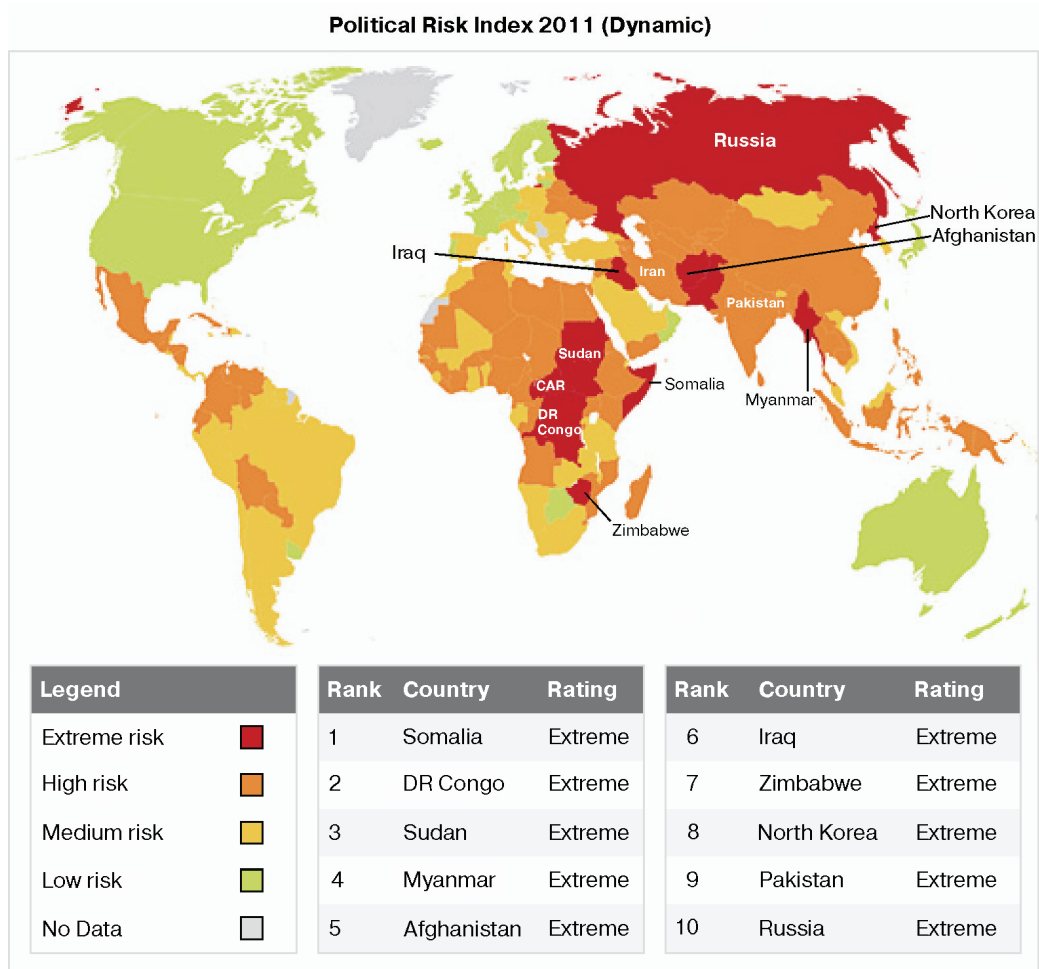 Political Risk Index 2011 (Dynamic)
Russia
North Korea
Afghanistan
Iraq
Iran
Pakistan
Sudan
CAR
Somalia
Myanmar
DR
Congo
Zimbabwe
Legend
Extreme risk
High risk
Medium risk
Low risk
No Data
Rank Country Rating
1 Somalia Extreme
2 DR Congo Extreme
3 Sudan Extreme
4 Myanmar Extreme
5 Afghanistan Extreme
Rank Country Rating
6 Iraq Extreme
7 Zimbabwe Extreme
8 North Korea Extreme
9 Pakistan Extreme
10 Russia Extreme